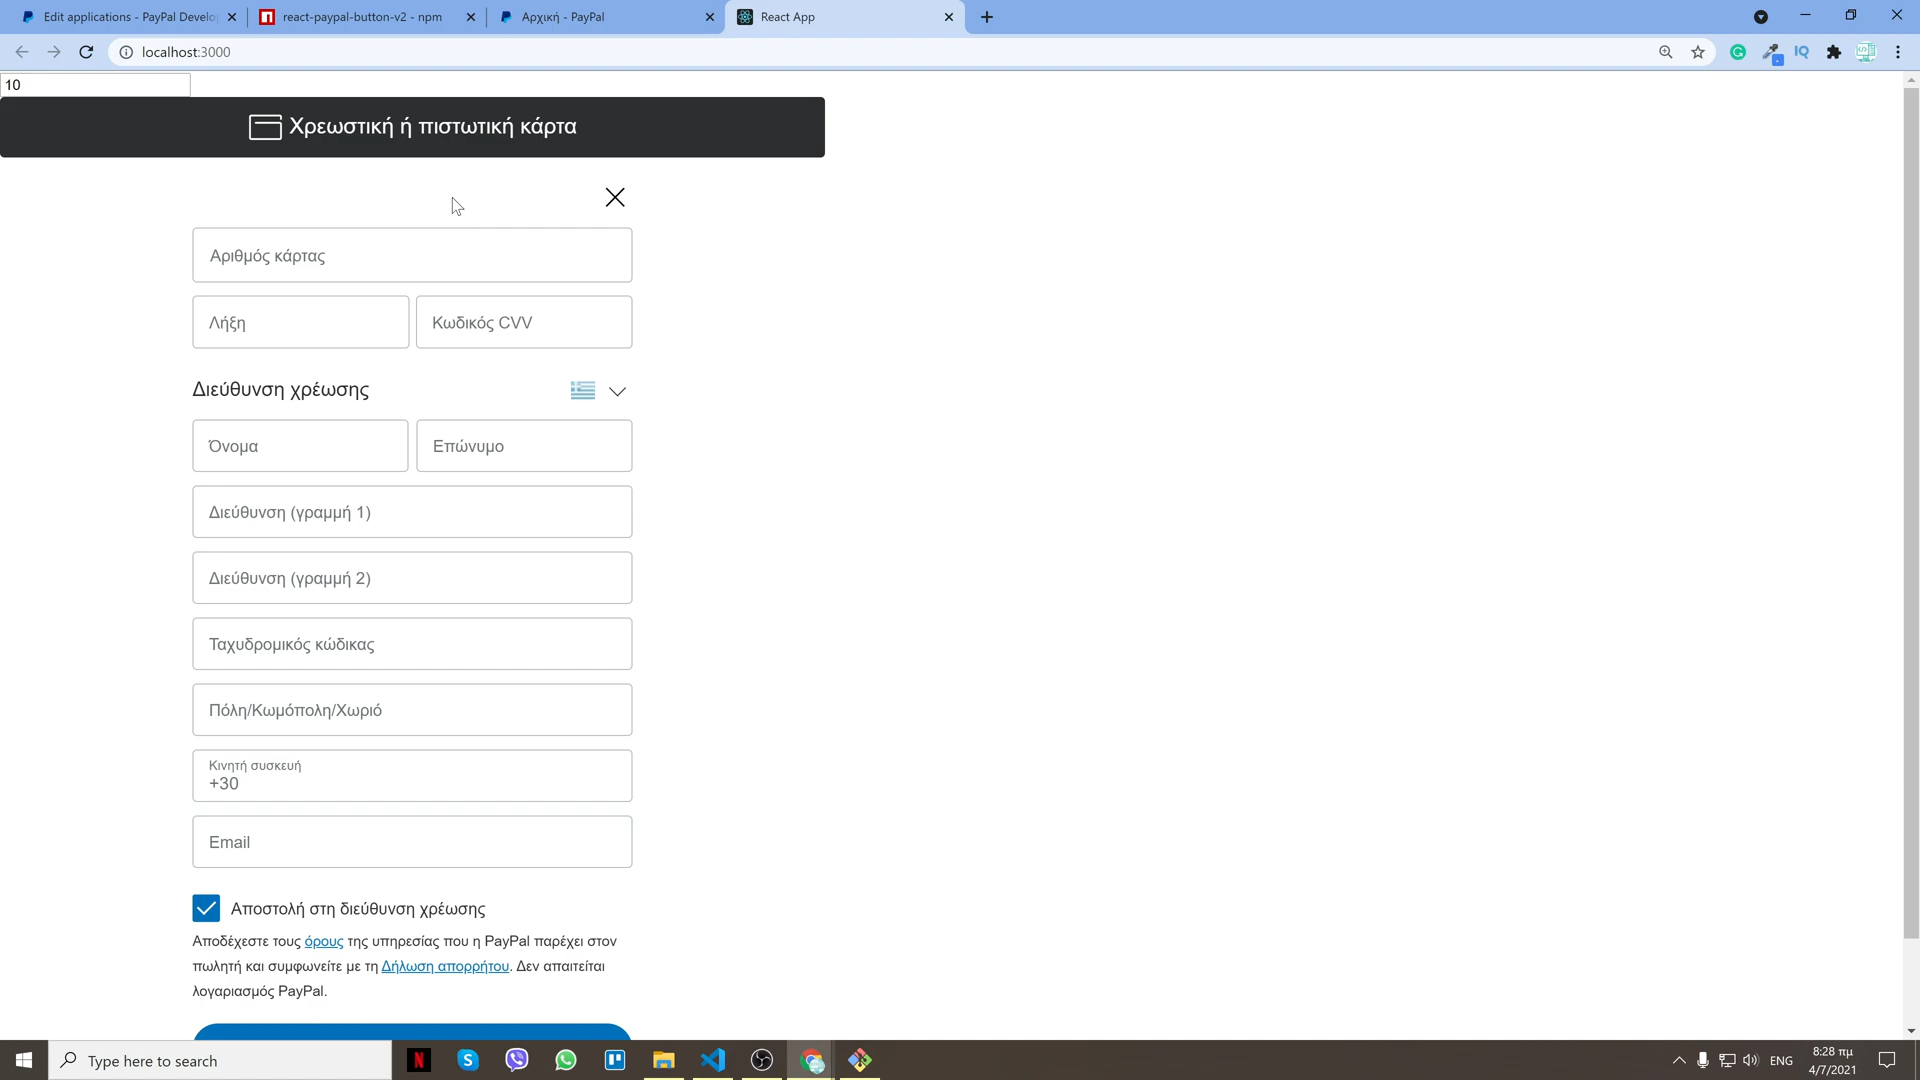 Edit applications - PayPal Develo
react-paypal-button-v2 - npm
Αρχική - PayPal
React App
localhost:3000
10
Χρεωστική ή πιστωτική κάρτα
Αριθμός κάρτας
Λήξη
Κωδικός CVV
Διεύθυνση χρέωσης
Όνομα
Επώνυμο
Διεύθυνση (γραμμή 1)
Διεύθυνση (γραμμή 2)
Ταχυδρομικός κώδικας
Πόλη/Κωμόπολη/Χωριό
Κινητή συσκευή
+30
Email
Αποστολή στη διεύθυνση χρέωσης
Αποδέχεστε τους όρους της υπηρεσίας που η PayPal παρέχει στον
πωλητή και συμφωνείτε με τη Δήλωση απορρήτου. Δεν απαιτείται
λογαριασμός PayPal.
Type here to search
ENG
8:28 πμ
4/7/2021